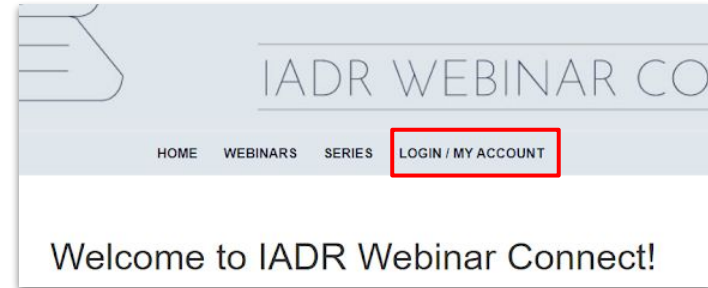 IADR WEBINAR CO
HOME WEBINARS SERIES LOGIN / MY ACCOUNT
Welcome to IADR Webinar Connect!